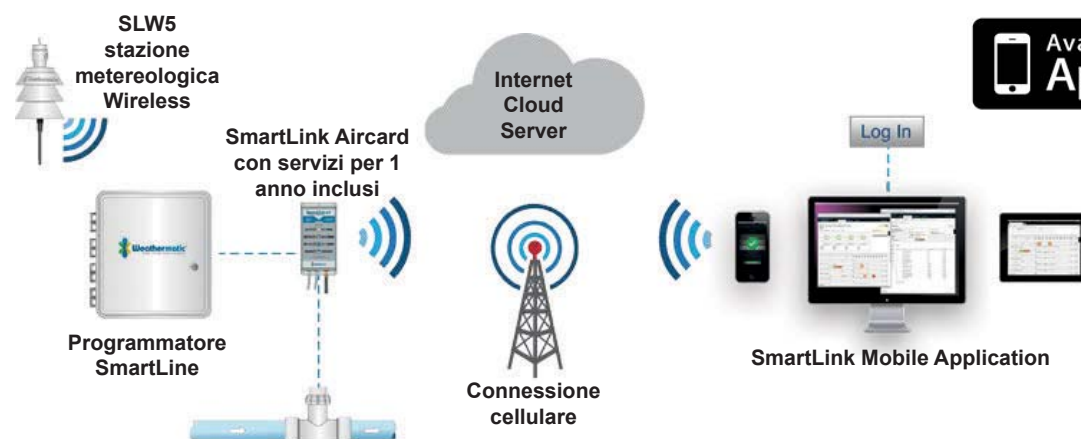 SLW5
stazione
metereologica
Wireless
SmartLink Aircard
con servizi per 1
anno inclusi
Internet
Cloud
Server
Log In
Weathermatic
Programmatore
SmartLine
Connessione
cellulare
SmartLink Mobile Application